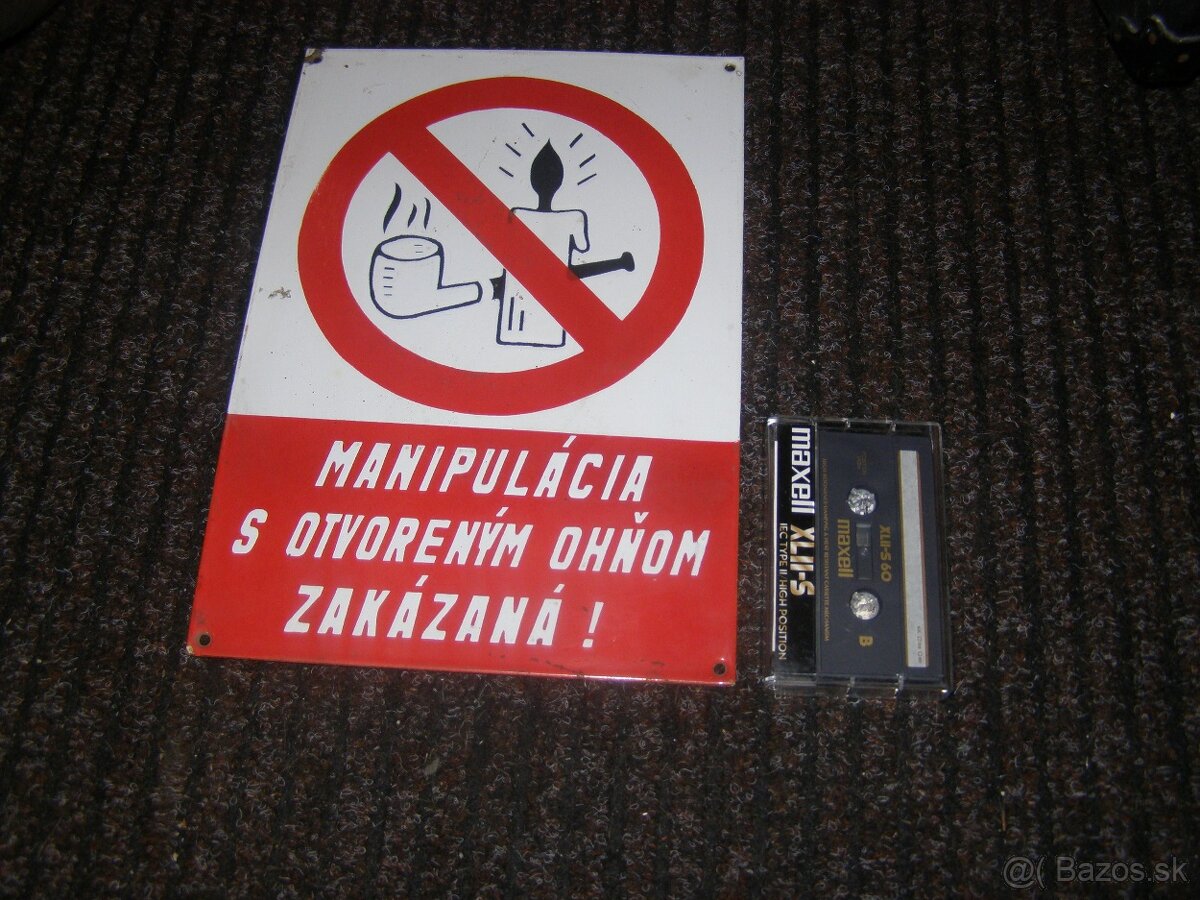 MANIPULÁCIA
S OTVORENÝM OHŇOM
ZAKÁZANÁ !
maxell XLII-S
IEC TYPE II·HIGH POSITION
XLII-S 60
maxell
B
@( Bazos.sk